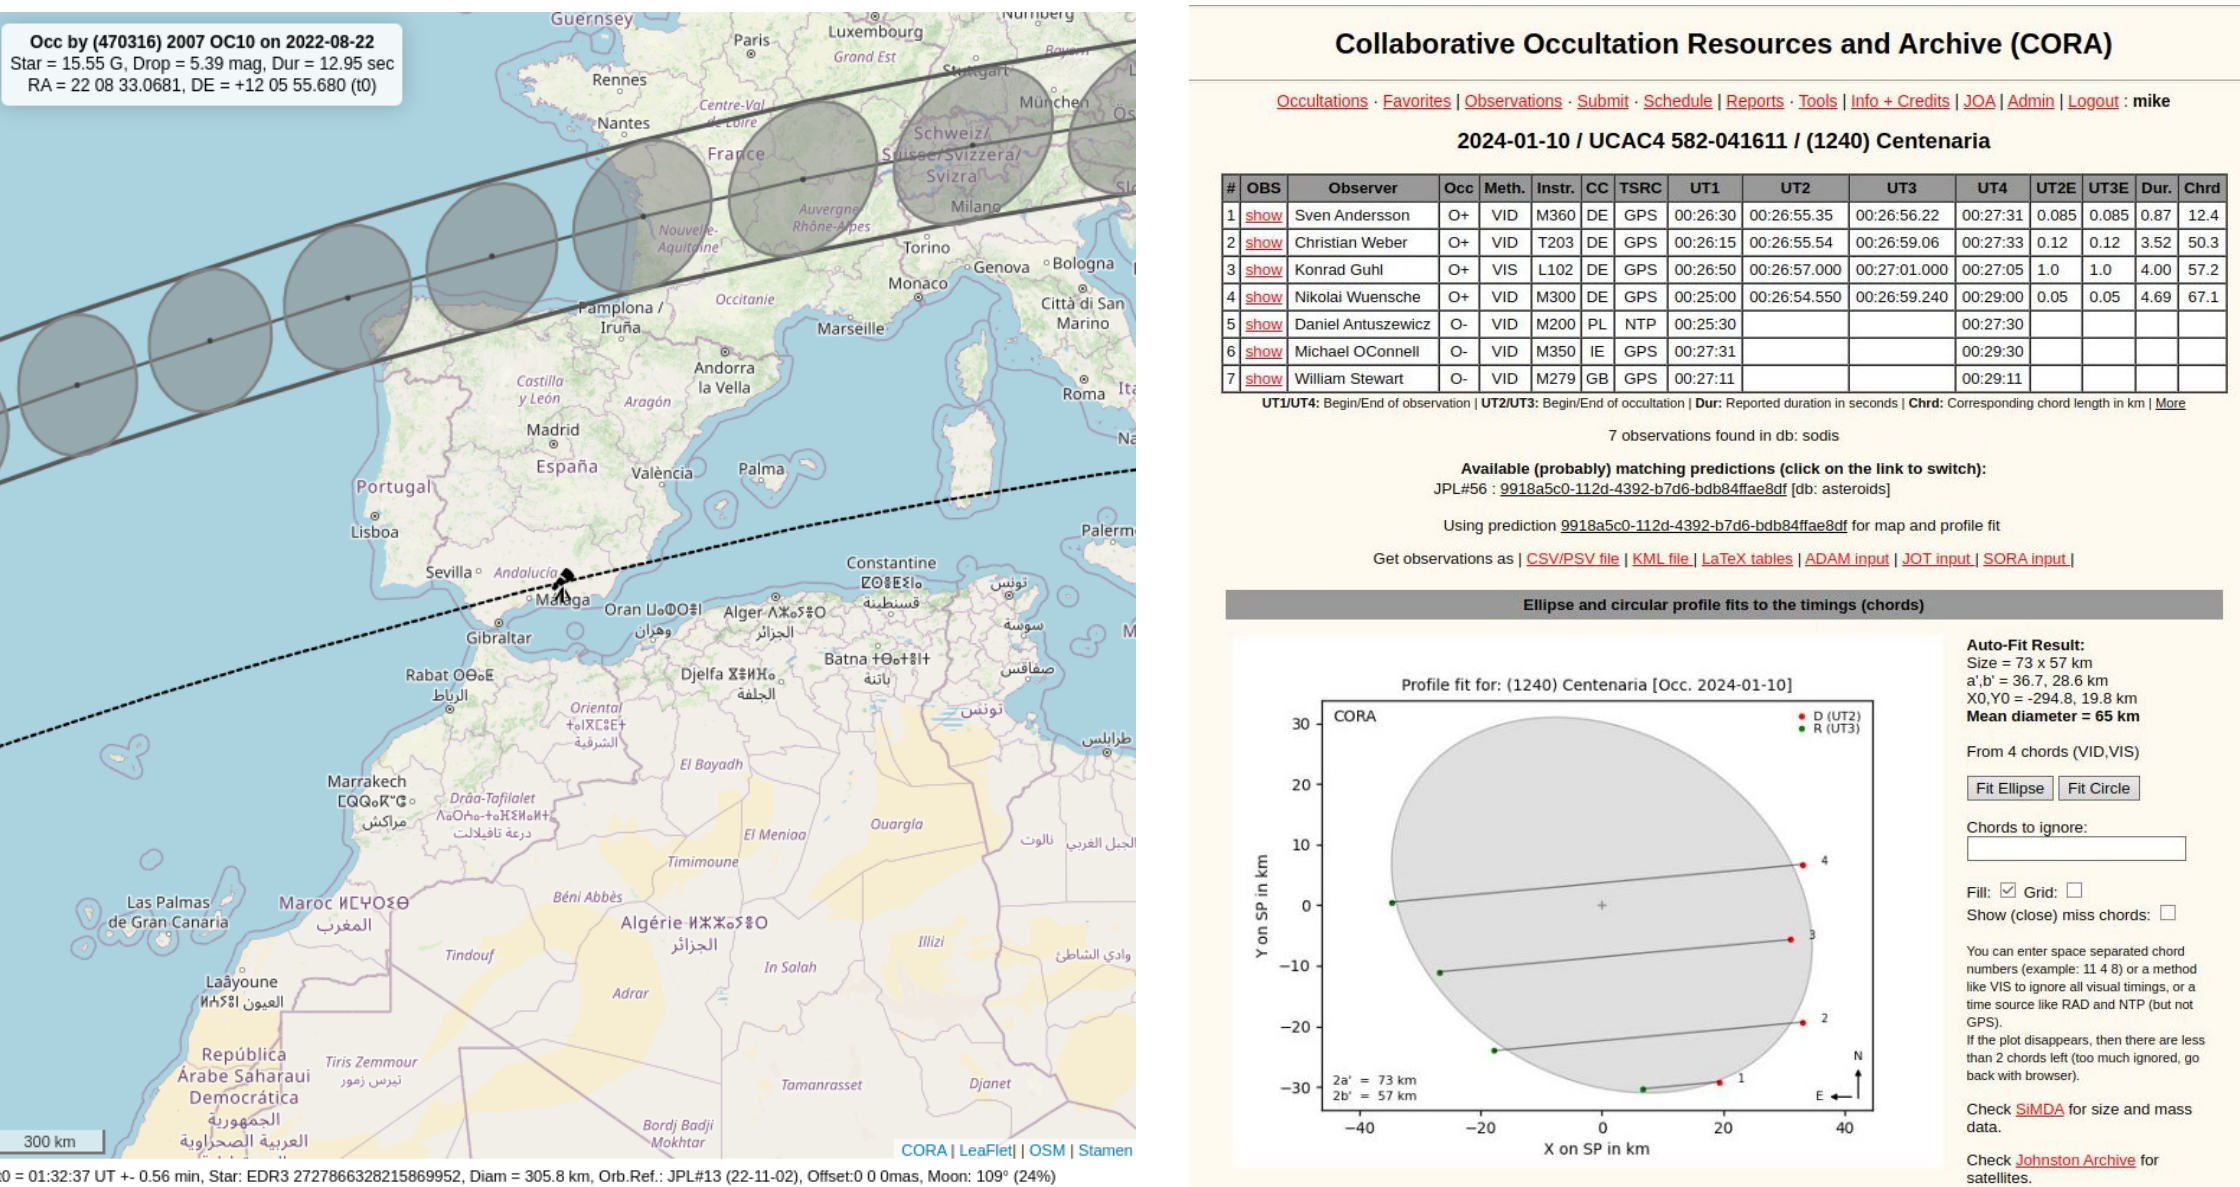 Occ by (470316) 2007 OC10 on 2022-08-22
Star = 15.55 G, Drop = 5.39 mag, Dur = 12.95 sec
RA = 22 08 33.0681, DE = +12 05 55.680 (t0)
Guernsey
Nürnberg
Paris
Luxembourg
Grand Est
Bayern
Stuttgart
Rennes
München
Centre-Val
de Loire
Nantes
France
Schweiz/
Suisse/Svizzera/
Svizra
Milano
Nouvelle-
Aquitaine
Auvergne-
Rhône-Alpes
Torino
Genova
Bologna
Monaco
Pamplona /
Iruña
Occitanie
Marseille
Città di San
Marino
Andorra
la Vella
Castilla
y León
Aragón
Roma
Madrid
España
València
Palma
Portugal
Lisboa
Palerm
Sevilla
Andalucía
Málaga
Constantine
ⵇⵙⵏⵟⵉⵏⴰ
قسنطينة
تونس
Gibraltar
Oran
وهران
Alger
الجزائر
سوسة
Rabat ⵔⴱⴰⵟ
الرباط
Djelfa
الجلفة
Batna
باتنة
صفاقس
تونس
Oriental
الشرقية
طرابلس
El Bayadh
Marrakech
مراكش
Drâa-Tafilalet
درعة تافيلالت
El Meniaa
Ouargla
نالوت
الجبل الغربي
Timimoune
Las Palmas
de Gran Canaria
Maroc ⵍⵎⵖⵔⵉⴱ
المغرب
Béni Abbès
Algérie
الجزائر
Tindouf
Illizi
وادي الشاطئ
In Salah
Laâyoune
العيون
Adrar
República
Árabe Saharaui
Democrática
الجمهورية
العربية الصحراوية
Tiris Zemmour
تيرس زمور
Tamanrasset
Djanet
Bordj Badji
Mokhtar
300 km
CORA | LeaFlet| | OSM | Stamen
t0 = 01:32:37 UT +- 0.56 min, Star: EDR3 2727866328215869952, Diam = 305.8 km, Orb.Ref.: JPL#13 (22-11-02), Offset:0 0 0mas, Moon: 109° (24%)
Collaborative Occultation Resources and Archive (CORA)
Occultations · Favorites | Observations · Submit · Schedule | Reports · Tools | Info + Credits | JOA | Admin | Logout : mike
2024-01-10 / UCAC4 582-041611 / (1240) Centenaria
# OBS Observer Occ Meth. Instr. CC TSRC UT1 UT2 UT3 UT4 UT2E UT3E Dur. Chrd
1 show Sven Andersson O+ VID M360 DE GPS 00:26:30 00:26:55.35 00:26:56.22 00:27:31 0.085 0.085 0.87 12.4
2 show Christian Weber O+ VID T203 DE GPS 00:26:15 00:26:55.54 00:26:59.06 00:27:33 0.12 0.12 3.52 50.3
3 show Konrad Guhl O+ VIS L102 DE GPS 00:26:50 00:26:57.000 00:27:01.000 00:27:05 1.0 1.0 4.00 57.2
4 show Nikolai Wuensche O+ VID M300 DE GPS 00:25:00 00:26:54.550 00:26:59.240 00:29:00 0.05 0.05 4.69 67.1
5 show Daniel Antuszewicz O- VID M200 PL NTP 00:25:30 00:27:30
6 show Michael OConnell O- VID M350 IE GPS 00:27:31 00:29:30
7 show William Stewart O- VID M279 GB GPS 00:27:11 00:29:11
UT1/UT4: Begin/End of observation | UT2/UT3: Begin/End of occultation | Dur: Reported duration in seconds | Chrd: Corresponding chord length in km | More
7 observations found in db: sodis
Available (probably) matching predictions (click on the link to switch):
JPL#56 : 9918a5c0-112d-4392-b7d6-bdb84ffae8df [db: asteroids]
Using prediction 9918a5c0-112d-4392-b7d6-bdb84ffae8df for map and profile fit
Get observations as | CSV/PSV file | KML file | LaTeX tables | ADAM input | JOT input | SORA input |
Ellipse and circular profile fits to the timings (chords)
Profile fit for: (1240) Centenaria [Occ. 2024-01-10]
CORA
D (UT2)
R (UT3)
30
20
10
0
−10
−20
−30
Y on SP in km
4
3
2
1
N
E
2a' = 73 km
2b' = 57 km
−40 −20 0 20 40
X on SP in km
Auto-Fit Result:
Size = 73 x 57 km
a',b' = 36.7, 28.6 km
X0,Y0 = -294.8, 19.8 km
Mean diameter = 65 km
From 4 chords (VID,VIS)
Fit Ellipse Fit Circle
Chords to ignore:
Fill: Grid:
Show (close) miss chords:
You can enter space separated chord
numbers (example: 11 4 8) or a method
like VIS to ignore all visual timings, or a
time source like RAD and NTP (but not
GPS).
If the plot disappears, then there are less
than 2 chords left (too much ignored, go
back with browser).
Check SiMDA for size and mass
data.
Check Johnston Archive for
satellites.